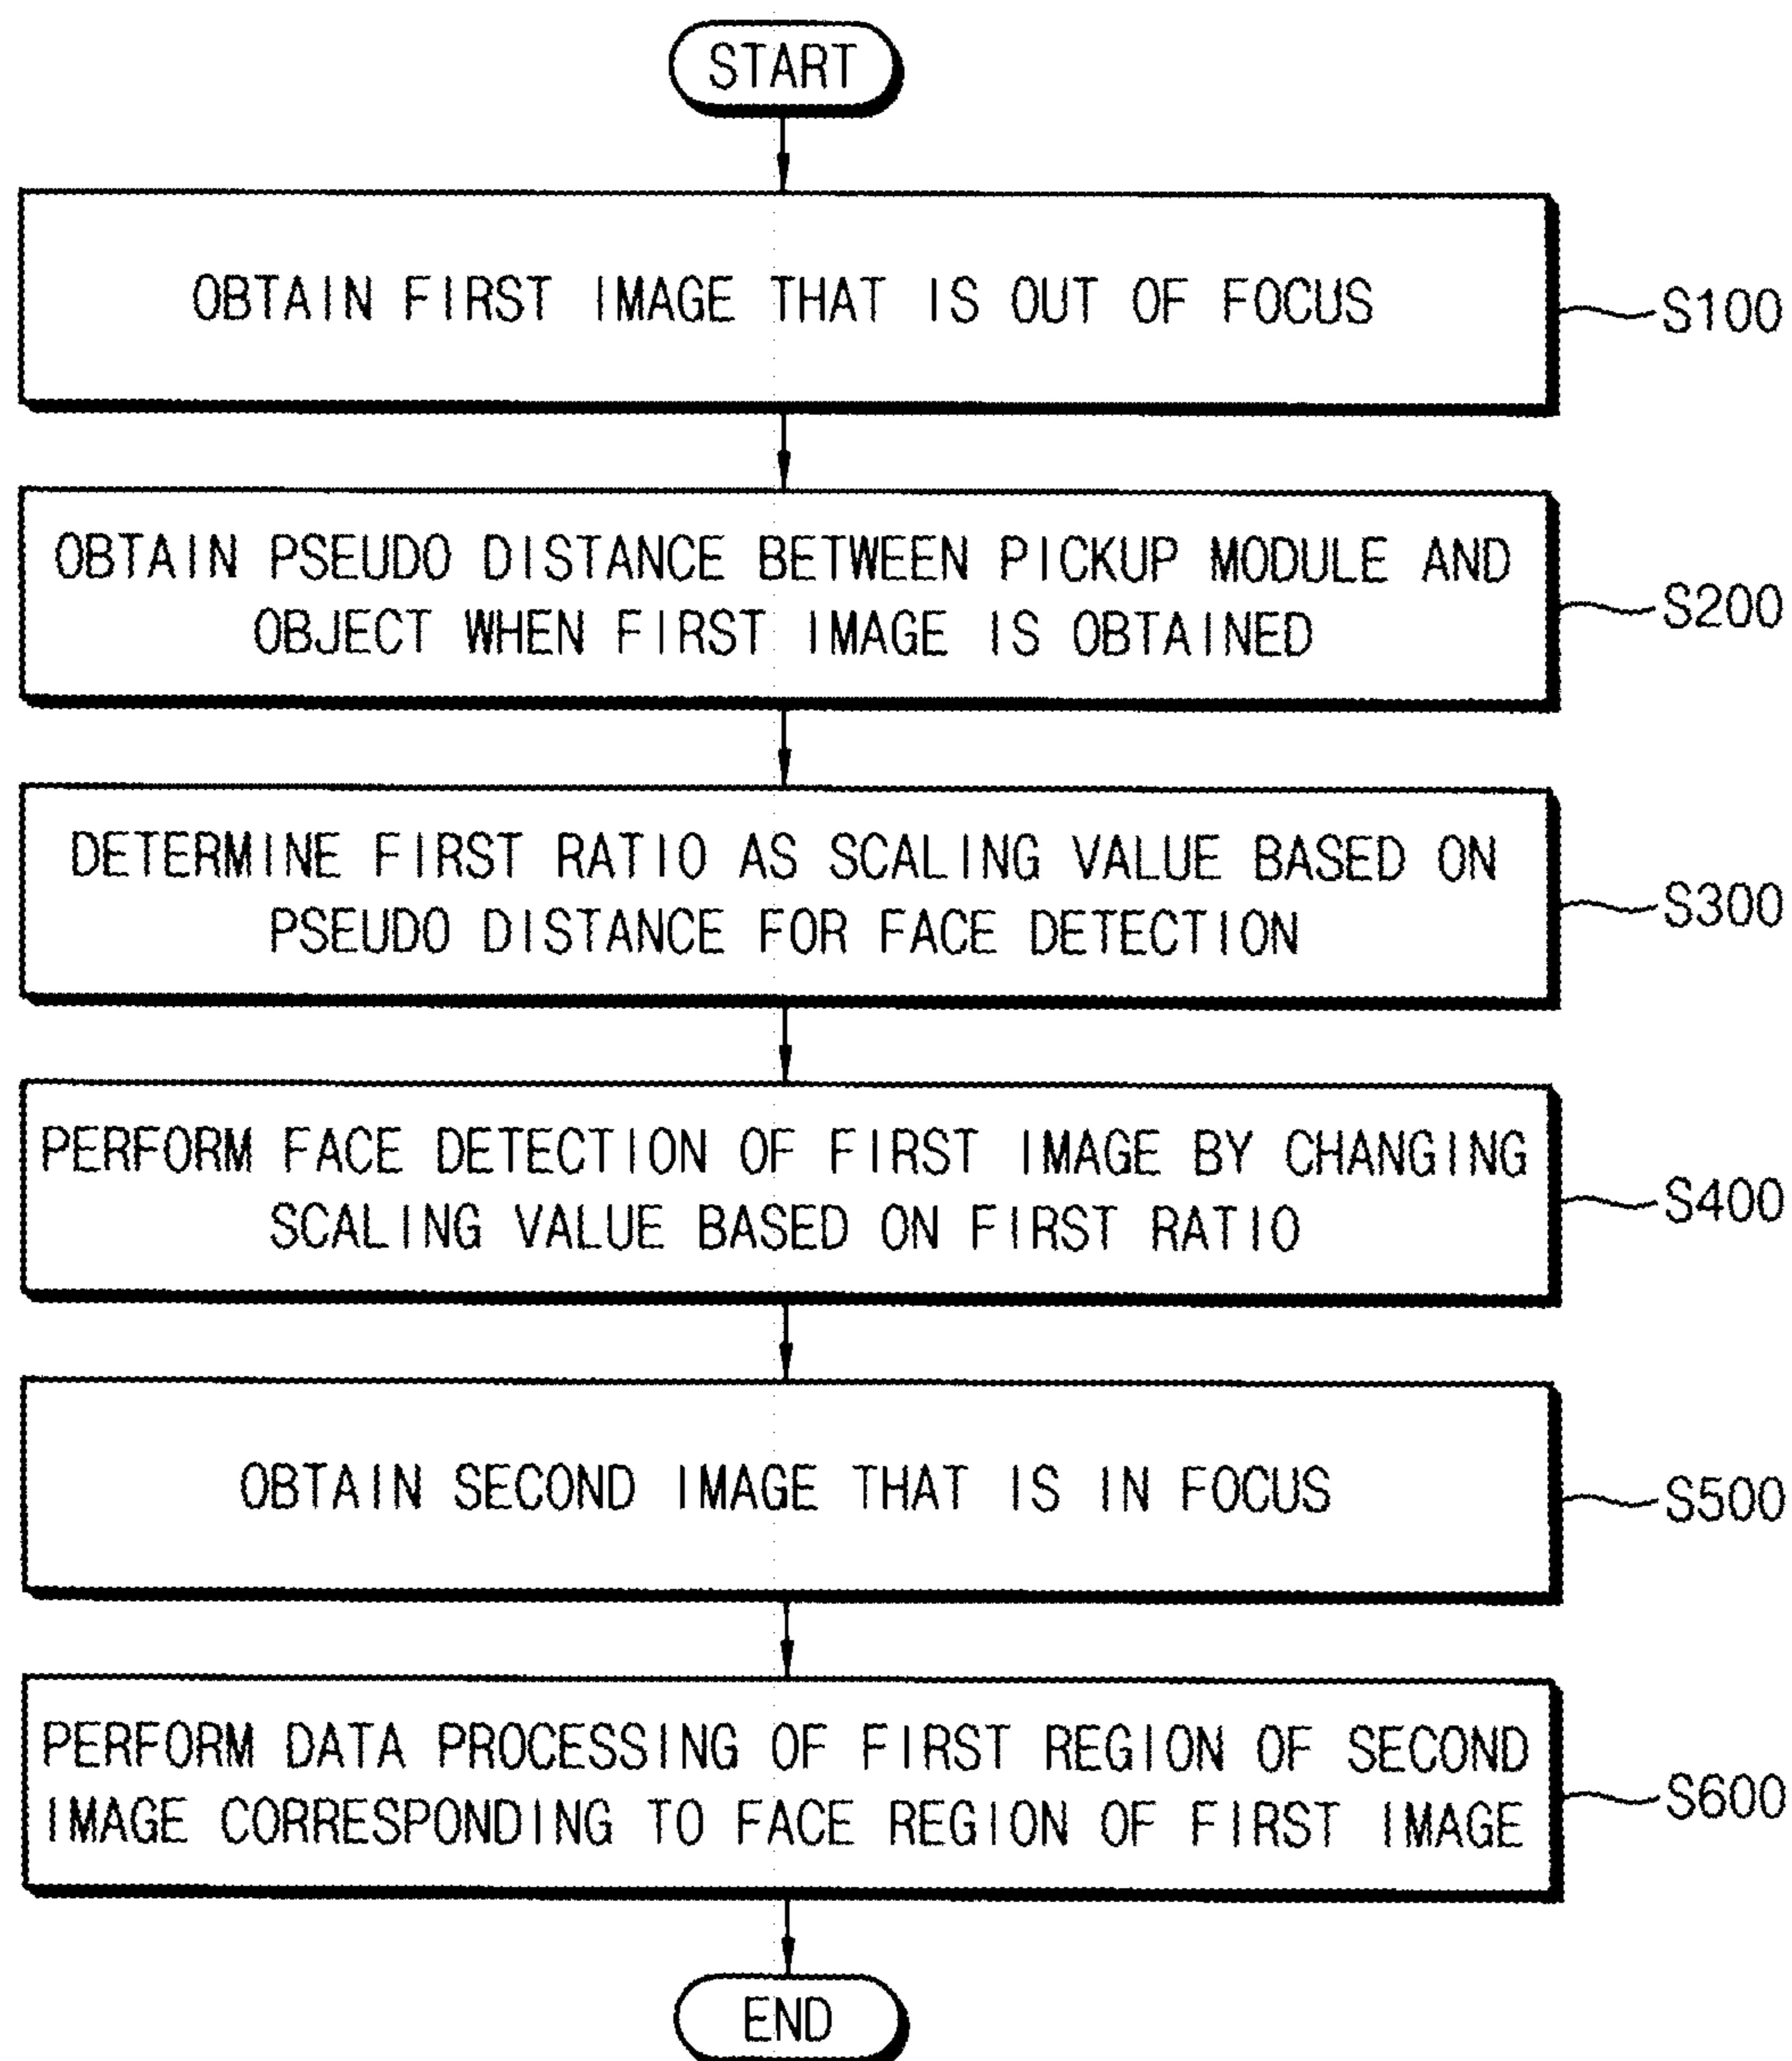 START
OBTAIN FIRST IMAGE THAT IS OUT OF FOCUS
S100
OBTAIN PSEUDO DISTANCE BETWEEN PICKUP MODULE AND
OBJECT WHEN FIRST IMAGE IS OBTAINED
S200
DETERMINE FIRST RATIO AS SCALING VALUE BASED ON
PSEUDO DISTANCE FOR FACE DETECTION
S300
PERFORM FACE DETECTION OF FIRST IMAGE BY CHANGING
SCALING VALUE BASED ON FIRST RATIO
S400
OBTAIN SECOND IMAGE THAT IS IN FOCUS
S500
PERFORM DATA PROCESSING OF FIRST REGION OF SECOND
IMAGE CORRESPONDING TO FACE REGION OF FIRST IMAGE
S600
END